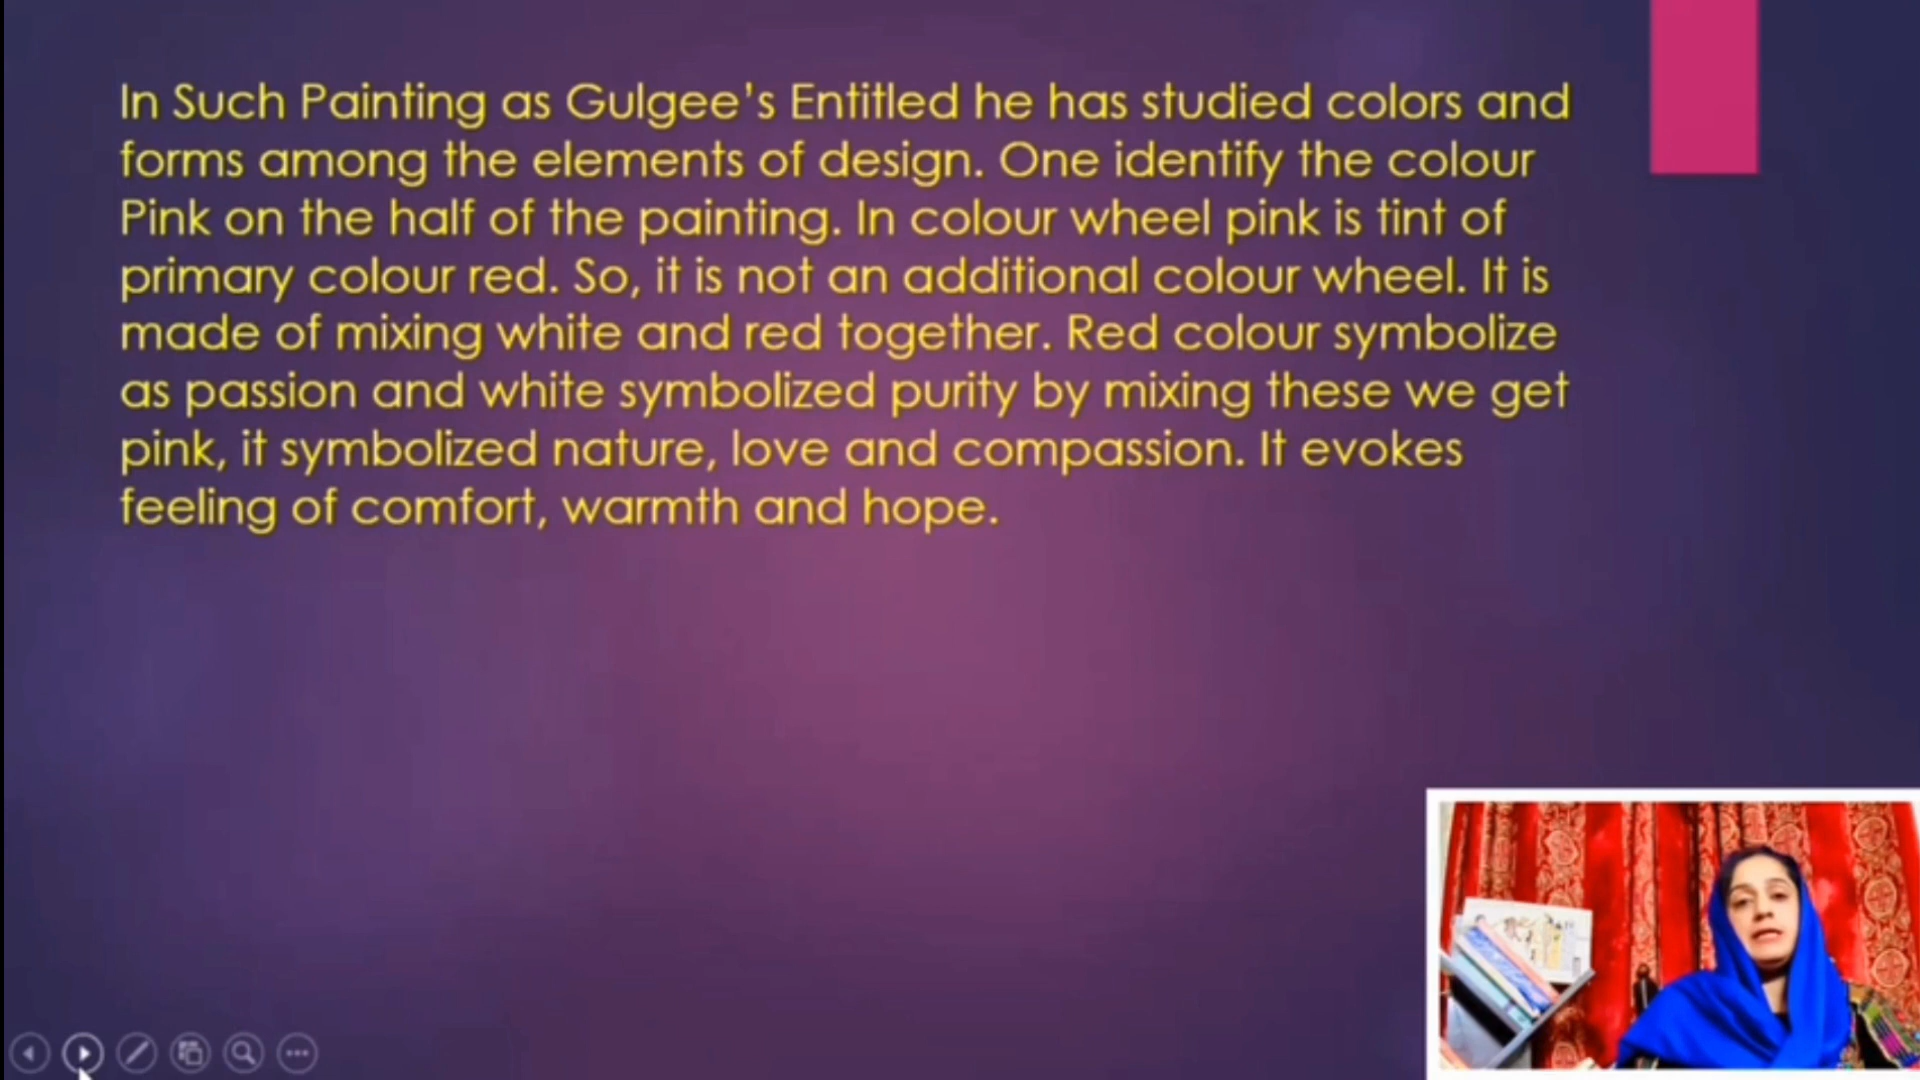 In Such Painting as Gulgee's Entitled he has studied colors and
forms among the elements of design. One identify the colour
Pink on the half of the painting. In colour wheel pink is tint of
primary colour red. So, it is not an additional colour wheel. It is
made of mixing white and red together. Red colour symbolize
as passion and white symbolized purity by mixing these we get
pink, it symbolized nature, love and compassion. It evokes
feeling of comfort, warmth and hope.